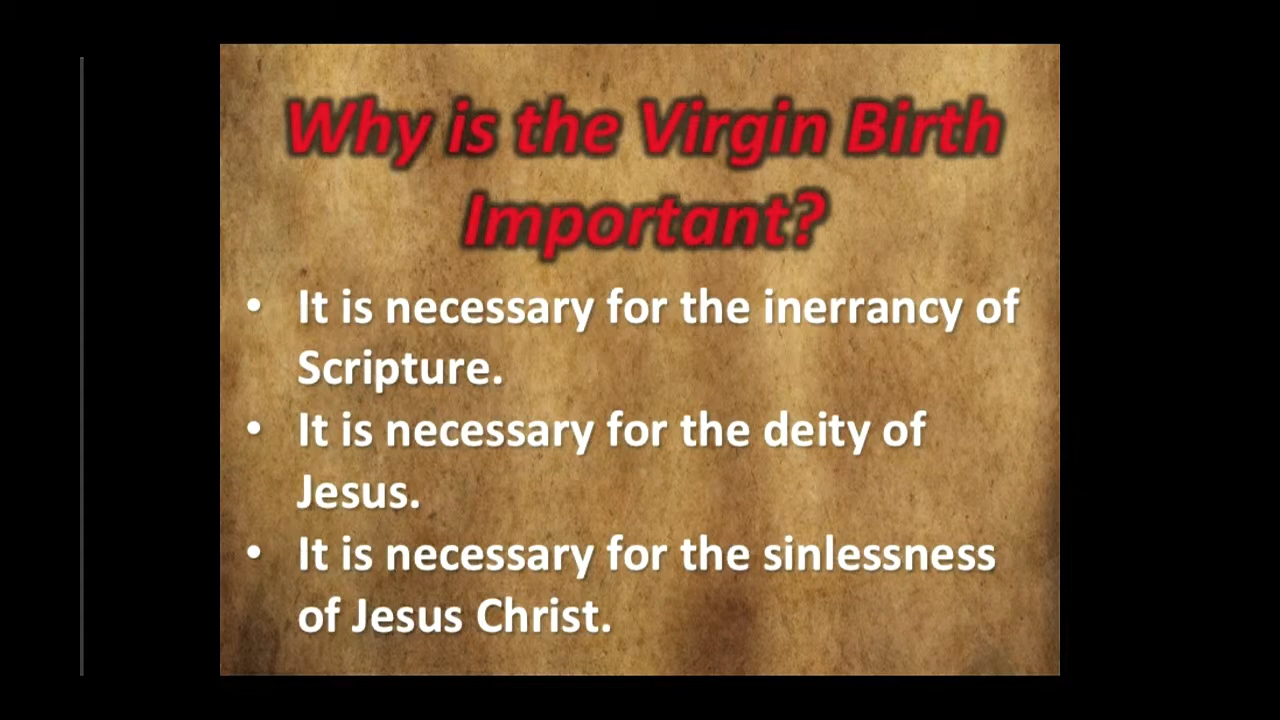 Why is the Virgin Birth
Important?
• It is necessary for the inerrancy of
Scripture.
• It is necessary for the deity of
Jesus.
• It is necessary for the sinlessness
of Jesus Christ.